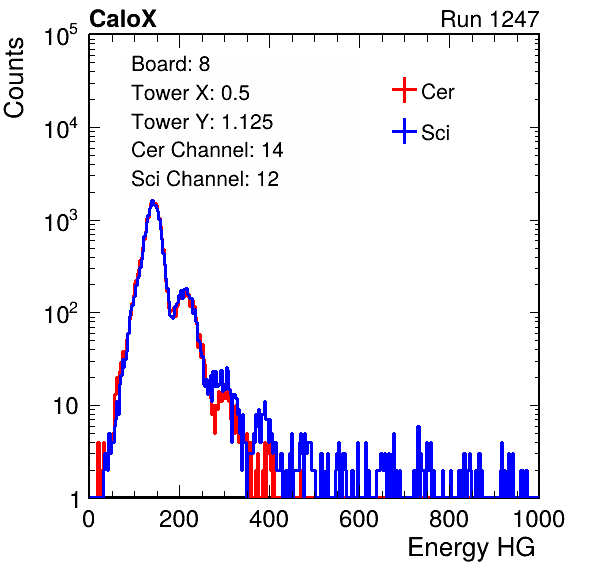 CaloX Run 1247
Counts
Board: 8
Tower X: 0.5
Tower Y: 1.125
Cer Channel: 14
Sci Channel: 12
Cer
Sci
10^5
10^4
10^3
10^2
10
1
0 200 400 600 800 1000
Energy HG